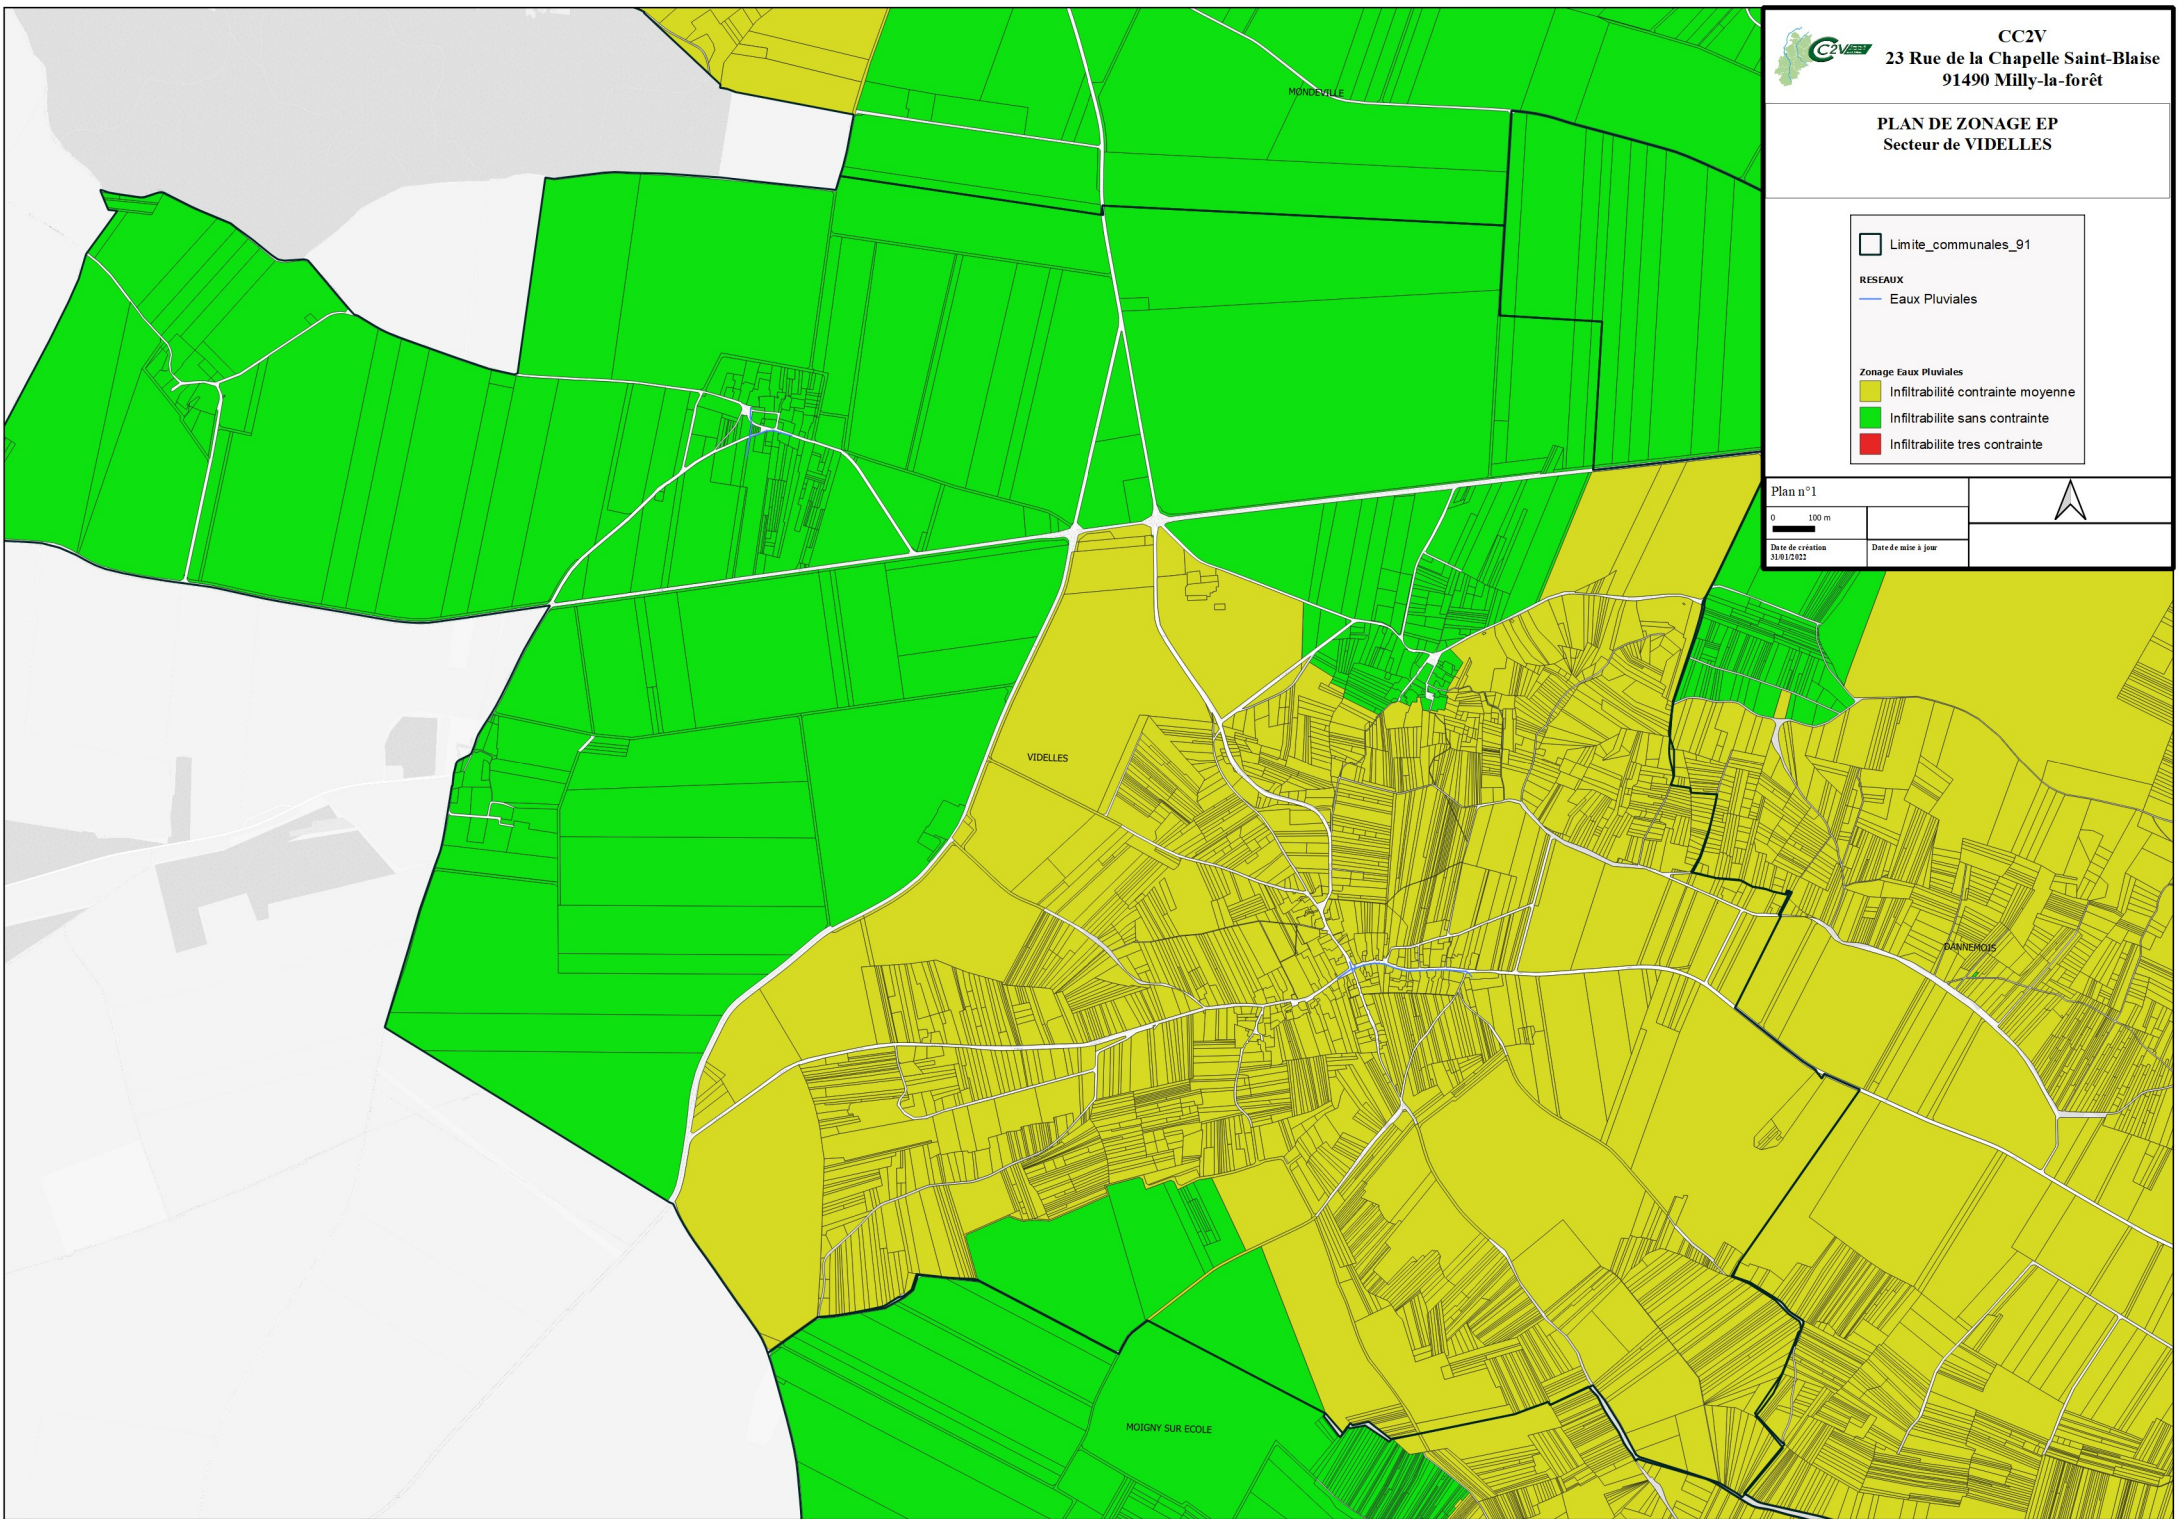 C2V
CC2V
23 Rue de la Chapelle Saint-Blaise
91490 Milly-la-forêt
PLAN DE ZONAGE EP
Secteur de VIDELLES
Limite_communales_91
RESEAUX
Eaux Pluviales
Zonage Eaux Pluviales
Infiltrabilité contrainte moyenne
Infiltrabilite sans contrainte
Infiltrabilite tres contrainte
Plan n°1
0 100 m
Date de création
31/01/2022
Date de mise à jour
MONDEVILLE
VIDELLES
DANNEMOIS
MOIGNY SUR ECOLE